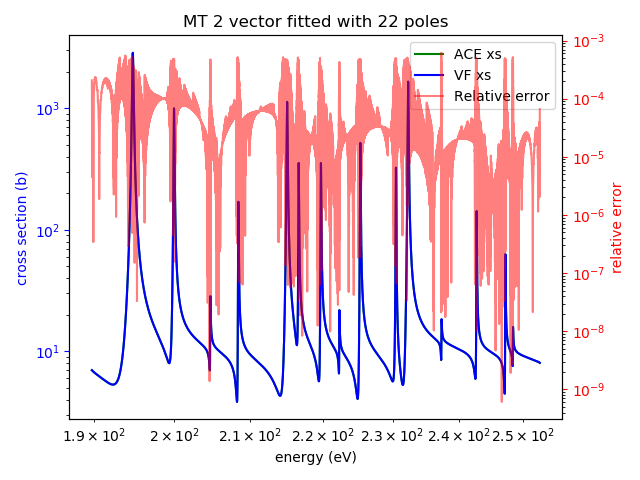 MT 2 vector fitted with 22 poles
ACE xs
VF xs
Relative error
cross section (b)
10³
10²
10¹
relative error
10⁻³
10⁻⁴
10⁻⁵
10⁻⁶
10⁻⁷
10⁻⁸
10⁻⁹
1.9 × 10² 2 × 10² 2.1 × 10² 2.2 × 10² 2.3 × 10² 2.4 × 10² 2.5 × 10²
energy (eV)